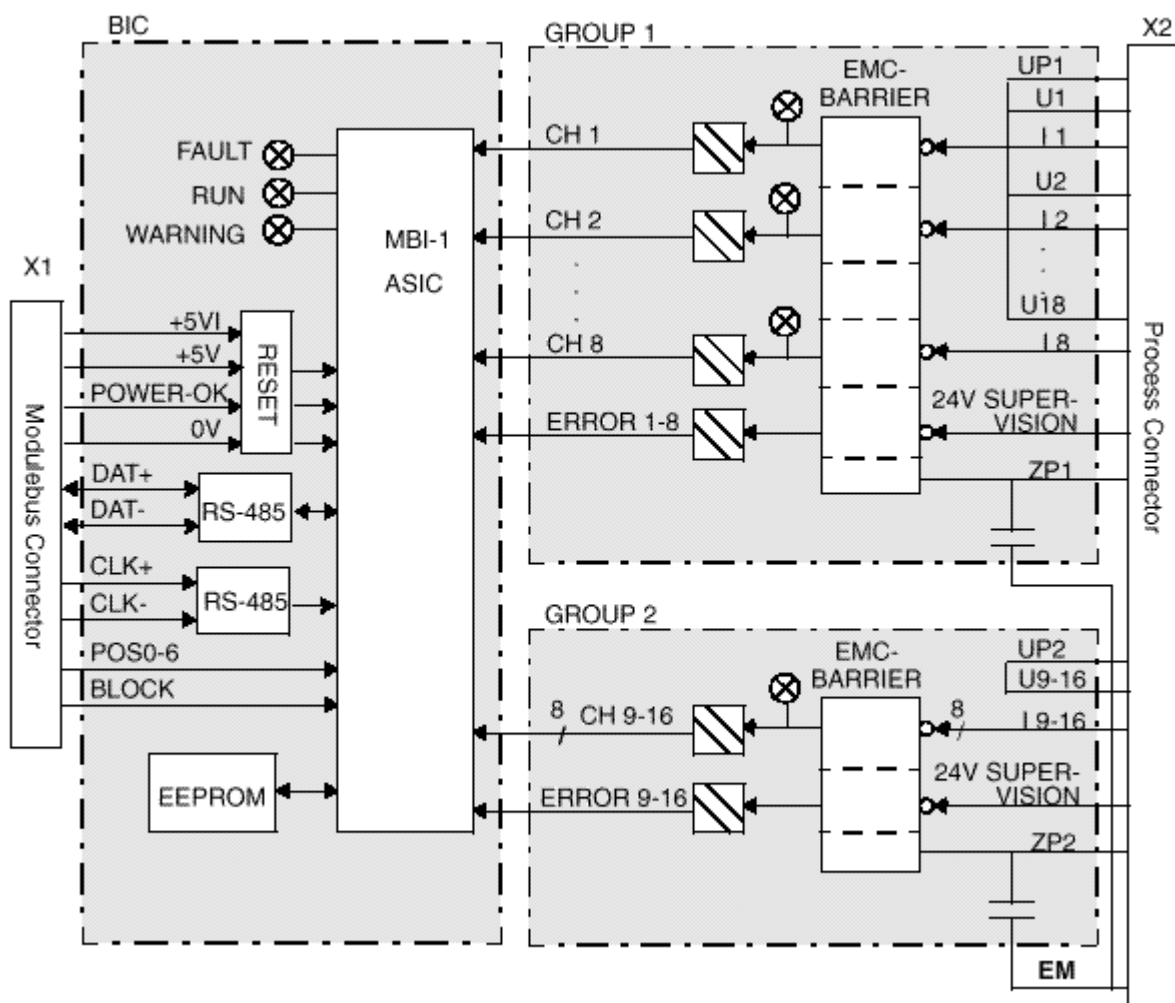 BIC
GROUP 1
X2
EMC-
BARRIER
UP1
U1
CH 1
I 1
FAULT
RUN
WARNING
U2
CH 2
I 2
MBI-1
ASIC
X1
+5VI
+5V
POWER-OK
0V
RESET
U18
CH 8
I 8
Process Connector
ERROR 1-8
24V SUPER-
VISION
ZP1
Modulebus Connector
DAT+
DAT-
RS-485
CLK+
CLK-
RS-485
POS0-6
BLOCK
GROUP 2
EMC-
BARRIER
UP2
U9-16
8
CH 9-16
8
I 9-16
EEPROM
ERROR 9-16
24V SUPER-
VISION
ZP2
EM